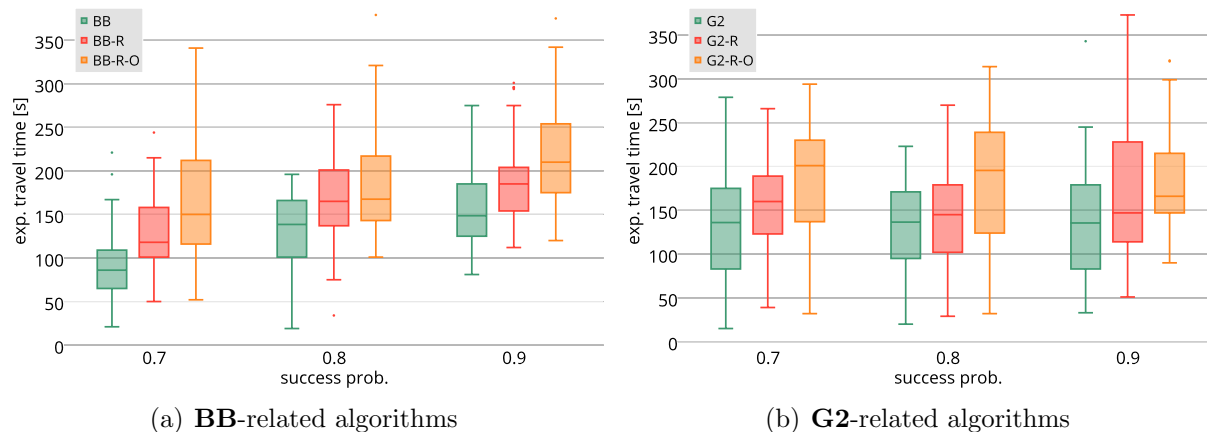 BB
BB-R
BB-R-O
350
300
250
200
150
100
50
0
exp. travel time [s]
0.7 0.8 0.9
success prob.
(a) BB-related algorithms
G2
G2-R
G2-R-O
350
300
250
200
150
100
50
0
exp. travel time [s]
0.7 0.8 0.9
success prob.
(b) G2-related algorithms